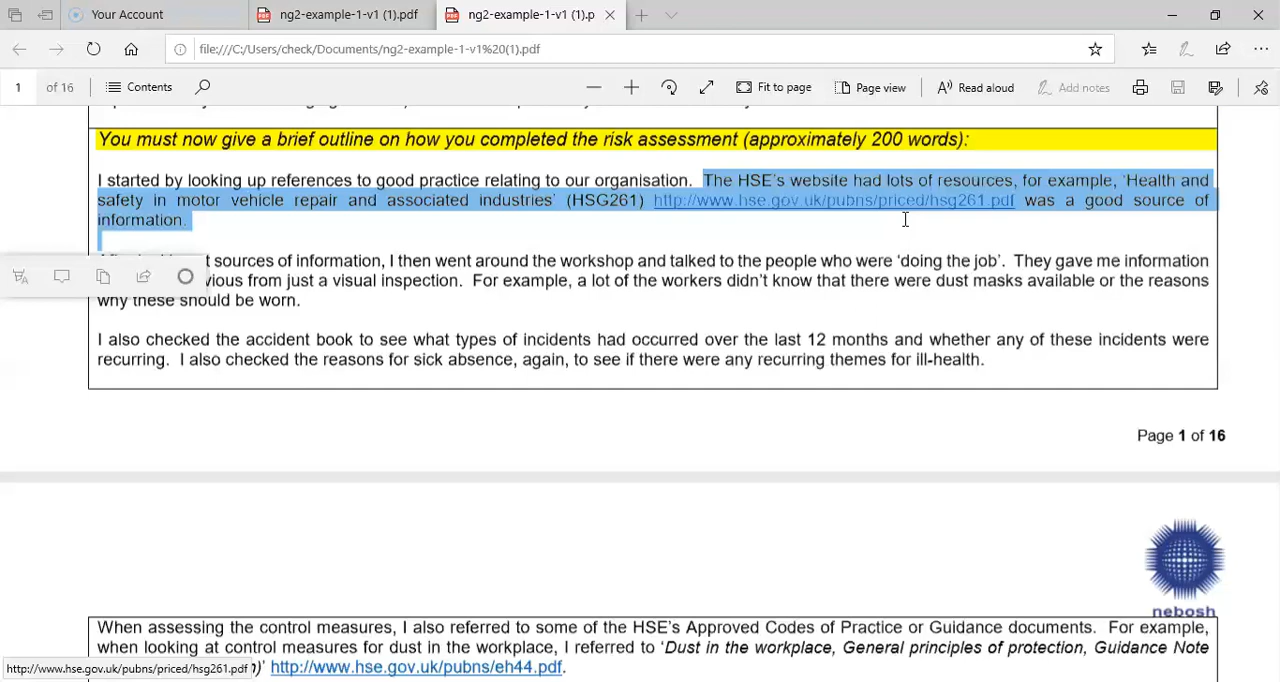 Your Account
ng2-example-1-v1 (1).pdf
ng2-example-1-v1 (1).p
file:///C:/Users/check/Documents/ng2-example-1-v1%20(1).pdf
1 of 16
Contents
Fit to page
Page view
Read aloud
Add notes
You must now give a brief outline on how you completed the risk assessment (approximately 200 words):
I started by looking up references to good practice relating to our organisation. The HSE's website had lots of resources, for example, 'Health and
safety in motor vehicle repair and associated industries' (HSG261) http://www.hse.gov.uk/pubns/priced/hsg261.pdf was a good source of
information.
sources of information, I then went around the workshop and talked to the people who were 'doing the job'. They gave me information
from just a visual inspection. For example, a lot of the workers didn't know that there were dust masks available or the reasons
why these should be worn.
I also checked the accident book to see what types of incidents had occurred over the last 12 months and whether any of these incidents were
recurring. I also checked the reasons for sick absence, again, to see if there were any recurring themes for ill-health.
Page 1 of 16
nebosh
When assessing the control measures, I also referred to some of the HSE's Approved Codes of Practice or Guidance documents. For example,
when looking at control measures for dust in the workplace, I referred to 'Dust in the workplace, General principles of protection, Guidance Note
)' http://www.hse.gov.uk/pubns/eh44.pdf.
http://www.hse.gov.uk/pubns/priced/hsg261.pdf